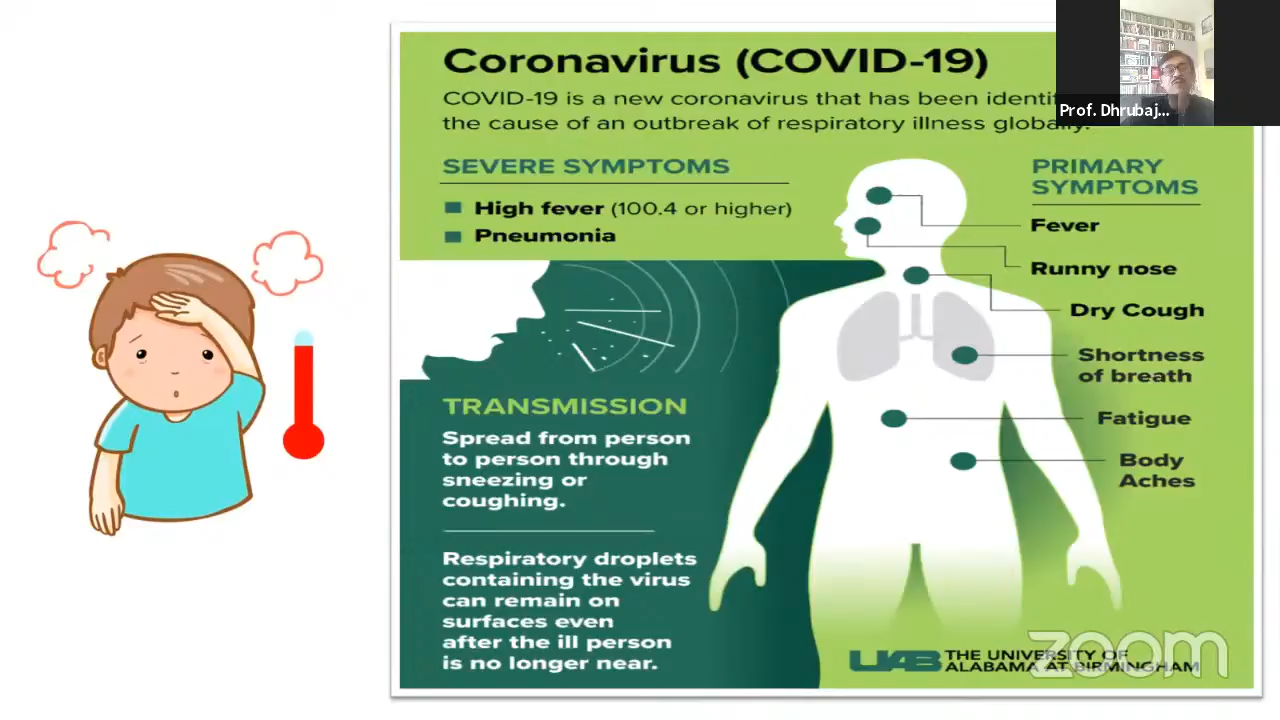 Coronavirus (COVID-19)
COVID-19 is a new coronavirus that has been
the cause of an outbreak of respiratory illness globally.
SEVERE SYMPTOMS
High fever (100.4 or higher)
Pneumonia
PRIMARY
SYMPTOMS
Fever
Runny nose
Dry Cough
Shortness
of breath
Fatigue
Body
Aches
TRANSMISSION
Spread from person
to person through
sneezing or
coughing.
Respiratory droplets
containing the virus
can remain on
surfaces even
after the ill person
is no longer near.
UAB THE UNIVERSITY OF
ALABAMA AT BIRMINGHAM
zoom
Prof. Dhrubaj...